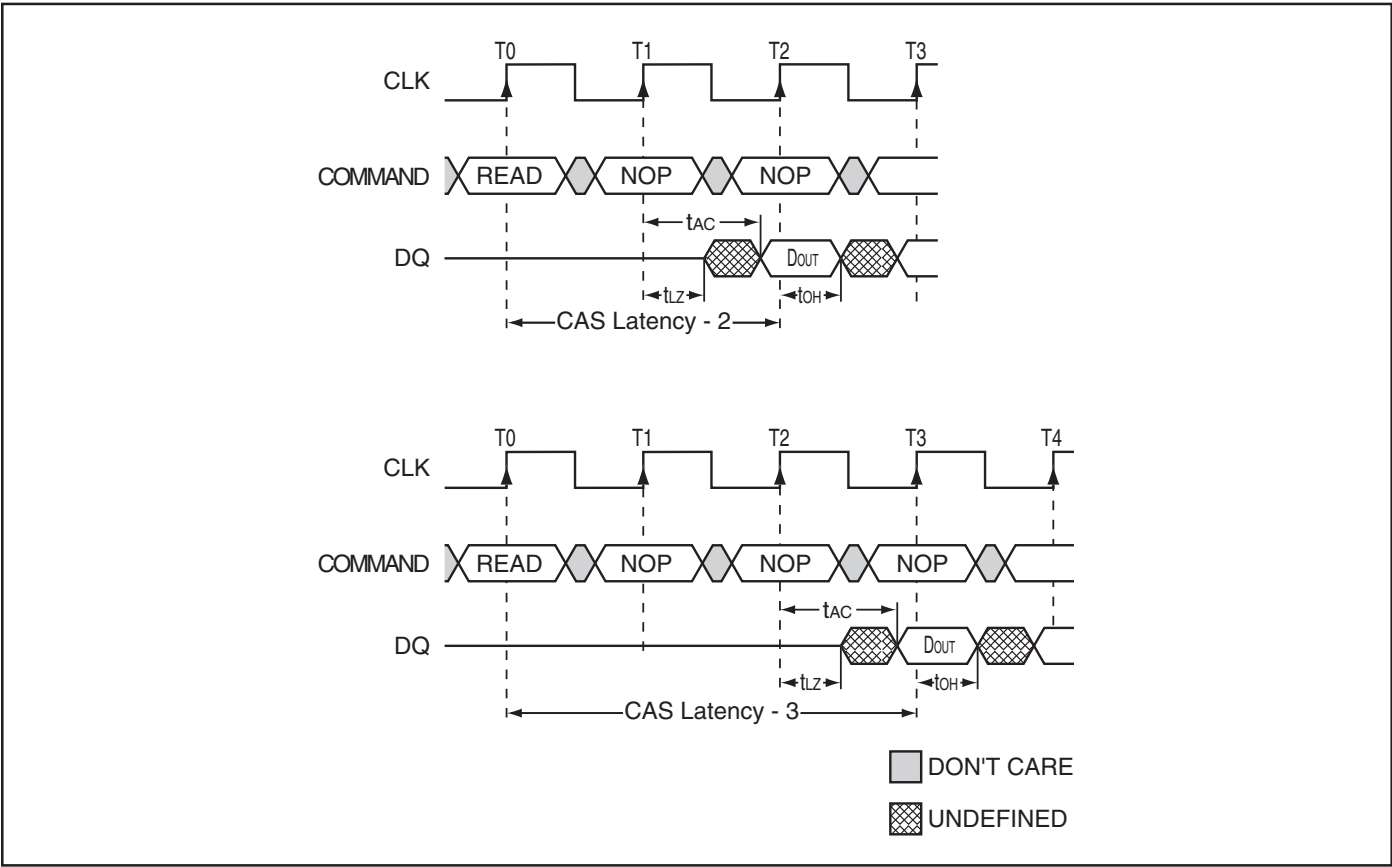 T0 T1 T2 T3
CLK
COMMAND READ NOP NOP
tAC
DQ DOUT
tLZ tOH
CAS Latency - 2
T0 T1 T2 T3 T4
CLK
COMMAND READ NOP NOP NOP
tAC
DQ DOUT
tLZ tOH
CAS Latency - 3
DON'T CARE
UNDEFINED